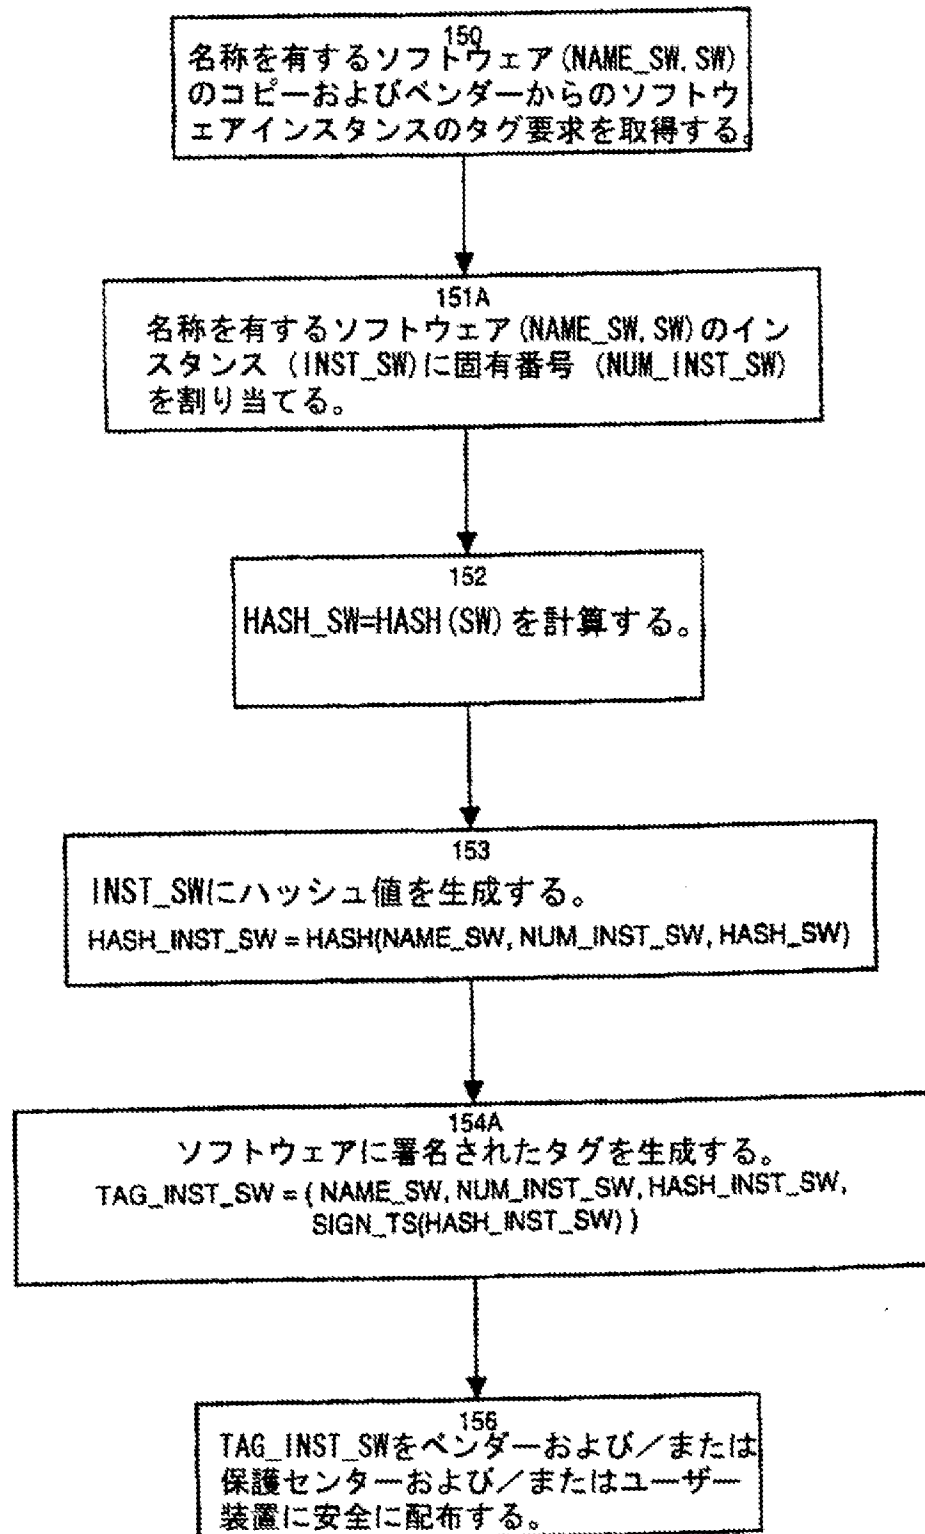 150
名称を有するソフトウェア(NAME_SW,SW)
のコピーおよびベンダーからのソフトウ
ェアインスタンスのタグ要求を取得する。
151A
名称を有するソフトウェア(NAME_SW,SW)のイン
スタンス (INST_SW)に固有番号 (NUM_INST_SW)
を割り当てる。
152
HASH_SW=HASH(SW)を計算する。
153
INST_SWにハッシュ値を生成する。
HASH_INST_SW = HASH(NAME_SW, NUM_INST_SW, HASH_SW)
154A
ソフトウェアに署名されたタグを生成する。
TAG_INST_SW = ( NAME_SW, NUM_INST_SW, HASH_INST_SW,
SIGN_TS(HASH_INST_SW) )
156
TAG_INST_SWをベンダーおよび/または
保護センターおよび/またはユーザー
装置に安全に配布する。